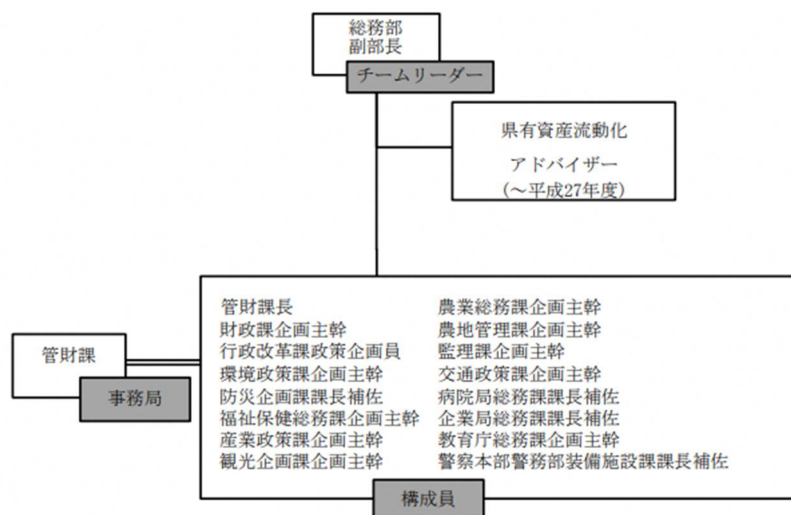 総務部
副部長
チームリーダー
県有資産流動化
アドバイザー
(～平成27年度)
管財課
事務局
管財課長
財政課企画主幹
行政改革課政策企画員
環境政策課企画主幹
防災企画課課長補佐
福祉保健総務課企画主幹
産業政策課企画主幹
観光企画課企画主幹
農業総務課企画主幹
農地管理課企画主幹
監理課企画主幹
交通政策課企画主幹
病院局総務課課長補佐
企業局総務課課長補佐
教育庁総務課企画主幹
警察本部警務部装備施設課課長補佐
構成員